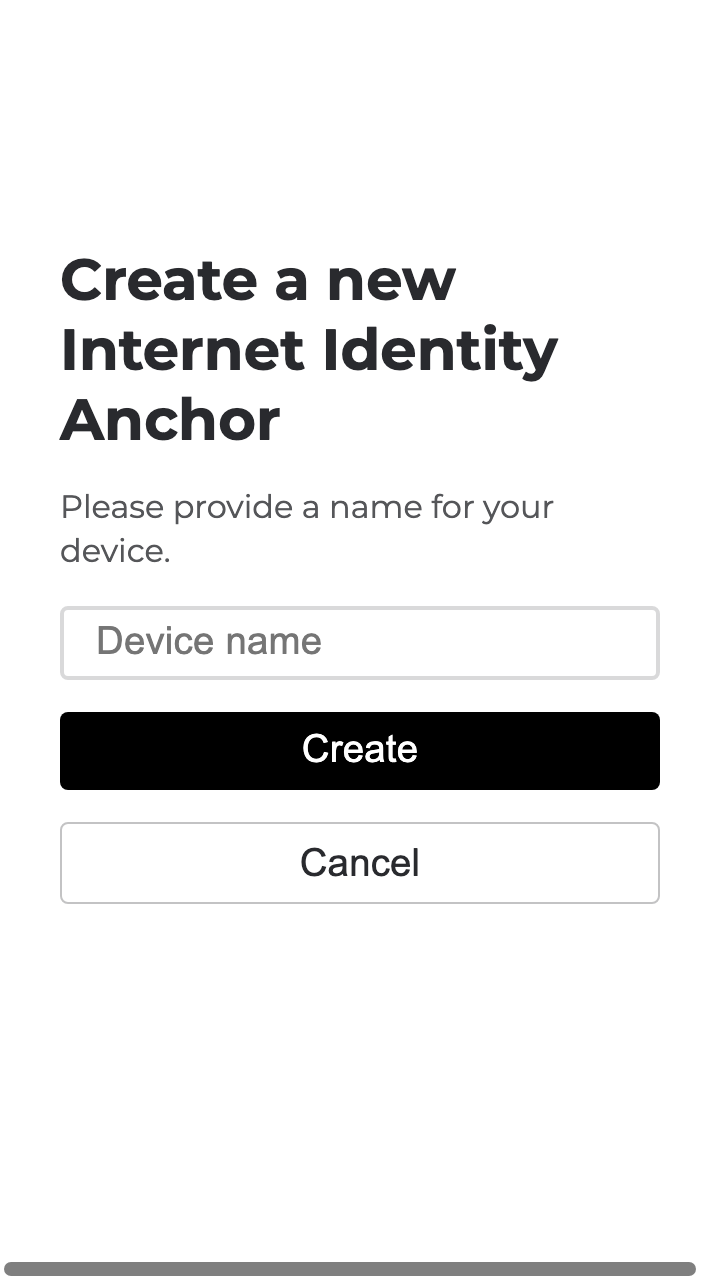 Create a new
Internet Identity
Anchor
Please provide a name for your
device.
Device name
Create
Cancel